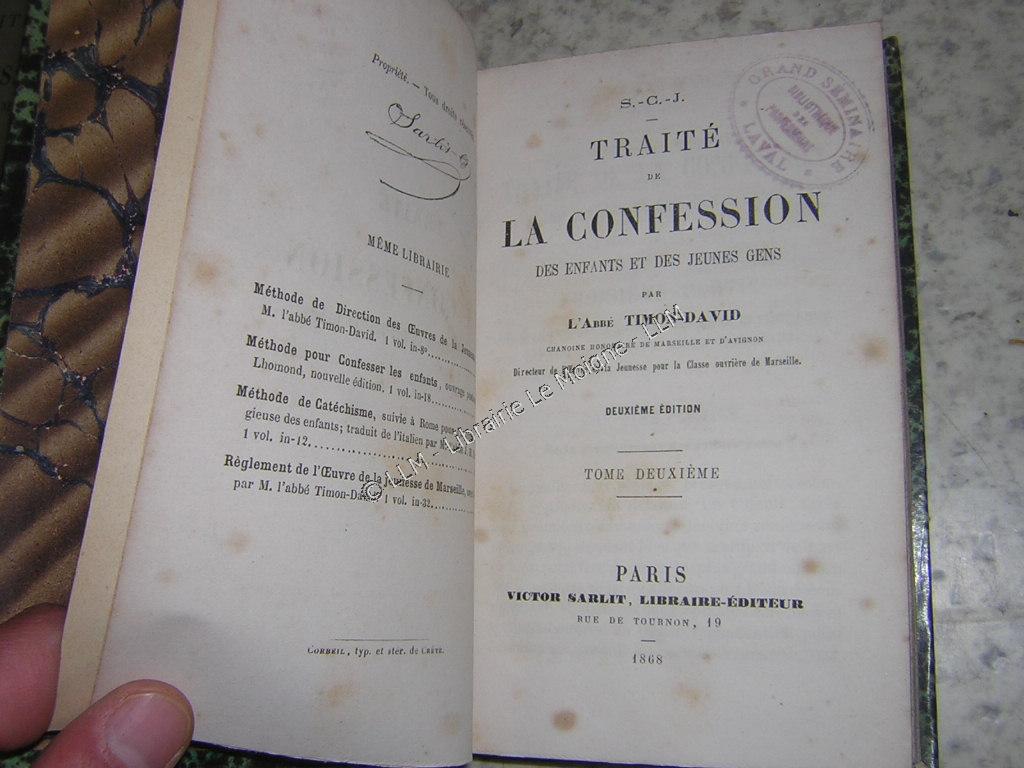 Propriété. — Tous droits
Sarlit
MÊME LIBRAIRIE
Méthode de Direction des Œuvres de la
M. l'abbé Timon-David. 1 vol. in-8°
Méthode pour Confesser les enfants, ouvrage
Lhomond, nouvelle édition. 1 vol. in-18
Méthode de Catéchisme, suivie à Rome pour
gieuse des enfants; traduit de l'italien par M.
1 vol. in-12
Règlement de l'Œuvre de la Jeunesse de Marseille,
par M. l'abbé Timon-David 1 vol. in-32
CORBEIL, typ. et stér. de CRÉTÉ.
S.-C.-J.
TRAITÉ
DE
LA CONFESSION
DES ENFANTS ET DES JEUNES GENS
PAR
L'ABBÉ TIMON-DAVID
CHANOINE HONORAIRE DE MARSEILLE ET D'AVIGNON
Directeur de la Jeunesse pour la Classe ouvrière de Marseille.
DEUXIÈME ÉDITION
TOME DEUXIÈME
PARIS
VICTOR SARLIT, LIBRAIRE-ÉDITEUR
RUE DE TOURNON, 19
1868
GRAND SÉMINAIRE
LAVAL
BIBLIOTHÈQUE
© LLM - Librairie Le Moigne - LLM